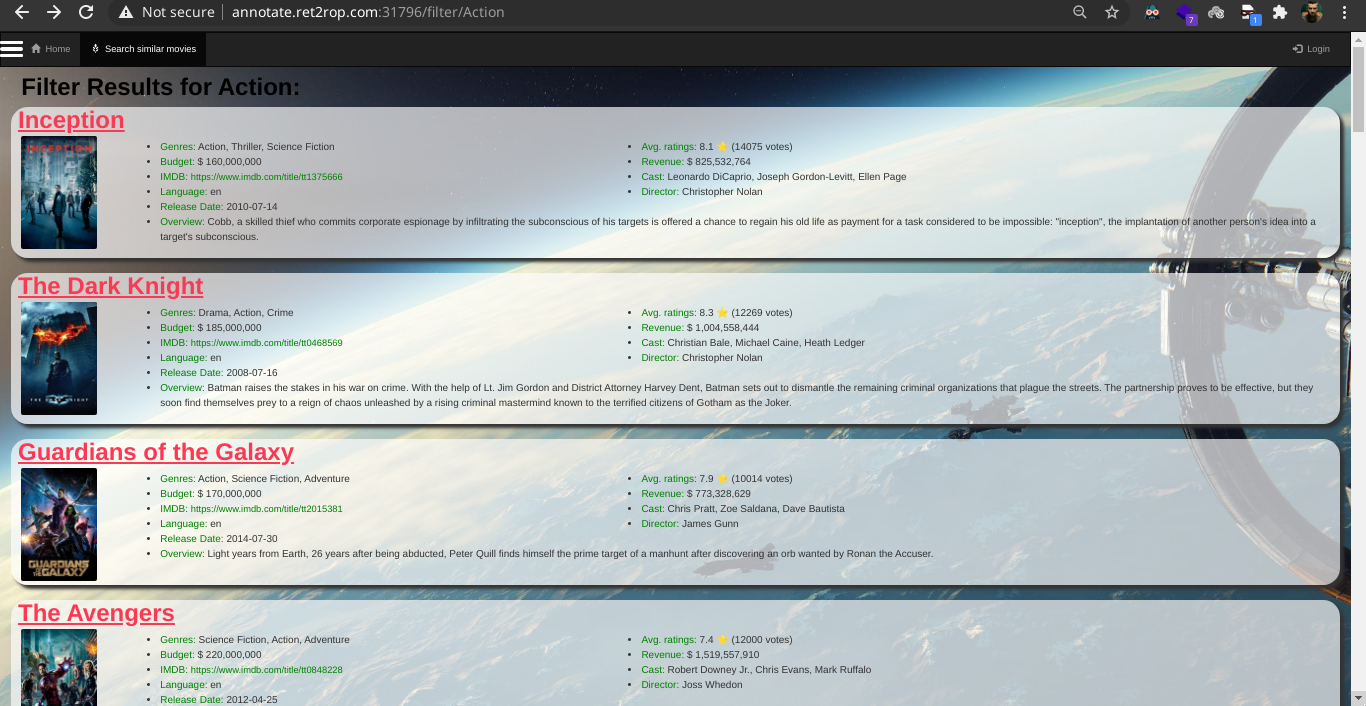 Not secure | annotate.ret2rop.com:31796/filter/Action
7
1
Home
Search similar movies
Login
Filter Results for Action:
Inception
INCEPTION
Genres: Action, Thriller, Science Fiction
Budget: $ 160,000,000
IMDB: https://www.imdb.com/title/tt1375666
Language: en
Release Date: 2010-07-14
Avg. ratings: 8.1 ⭐ (14075 votes)
Revenue: $ 825,532,764
Cast: Leonardo DiCaprio, Joseph Gordon-Levitt, Ellen Page
Director: Christopher Nolan
Overview: Cobb, a skilled thief who commits corporate espionage by infiltrating the subconscious of his targets is offered a chance to regain his old life as payment for a task considered to be impossible: "inception", the implantation of another person's idea into a
target's subconscious.
The Dark Knight
Genres: Drama, Action, Crime
Budget: $ 185,000,000
IMDB: https://www.imdb.com/title/tt0468569
Language: en
Release Date: 2008-07-16
Avg. ratings: 8.3 ⭐ (12269 votes)
Revenue: $ 1,004,558,444
Cast: Christian Bale, Michael Caine, Heath Ledger
Director: Christopher Nolan
Overview: Batman raises the stakes in his war on crime. With the help of Lt. Jim Gordon and District Attorney Harvey Dent, Batman sets out to dismantle the remaining criminal organizations that plague the streets. The partnership proves to be effective, but they
soon find themselves prey to a reign of chaos unleashed by a rising criminal mastermind known to the terrified citizens of Gotham as the Joker.
Guardians of the Galaxy
GUARDIANS
OF THE GALAXY
Genres: Action, Science Fiction, Adventure
Budget: $ 170,000,000
IMDB: https://www.imdb.com/title/tt2015381
Language: en
Release Date: 2014-07-30
Avg. ratings: 7.9 ⭐ (10014 votes)
Revenue: $ 773,328,629
Cast: Chris Pratt, Zoe Saldana, Dave Bautista
Director: James Gunn
Overview: Light years from Earth, 26 years after being abducted, Peter Quill finds himself the prime target of a manhunt after discovering an orb wanted by Ronan the Accuser.
The Avengers
Genres: Science Fiction, Action, Adventure
Budget: $ 220,000,000
IMDB: https://www.imdb.com/title/tt0848228
Language: en
Release Date: 2012-04-25
Avg. ratings: 7.4 ⭐ (12000 votes)
Revenue: $ 1,519,557,910
Cast: Robert Downey Jr., Chris Evans, Mark Ruffalo
Director: Joss Whedon